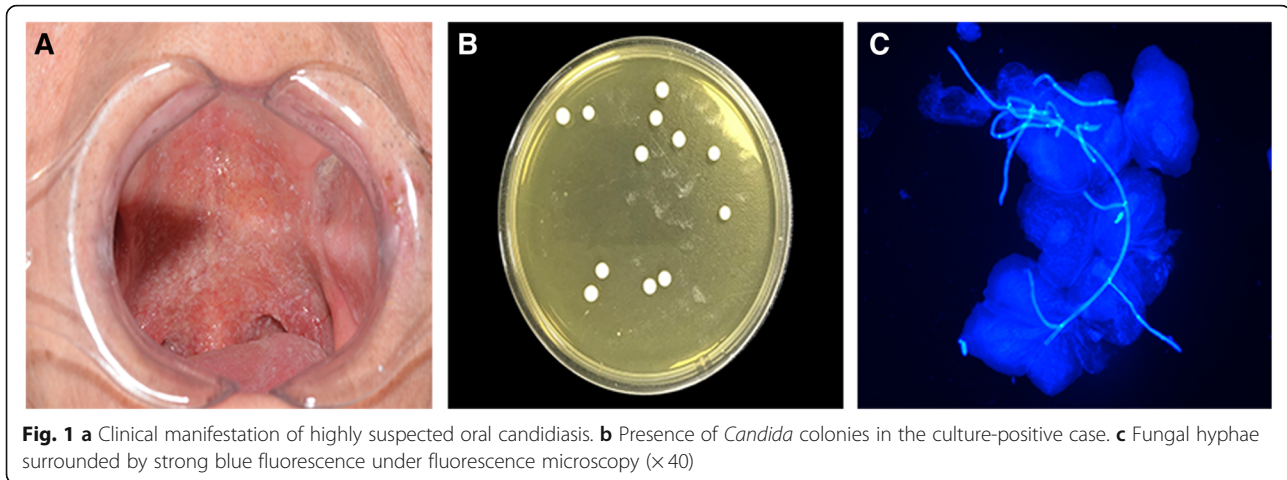 A
B
C
Fig. 1 a Clinical manifestation of highly suspected oral candidiasis. b Presence of Candida colonies in the culture-positive case. c Fungal hyphae
surrounded by strong blue fluorescence under fluorescence microscopy (× 40)